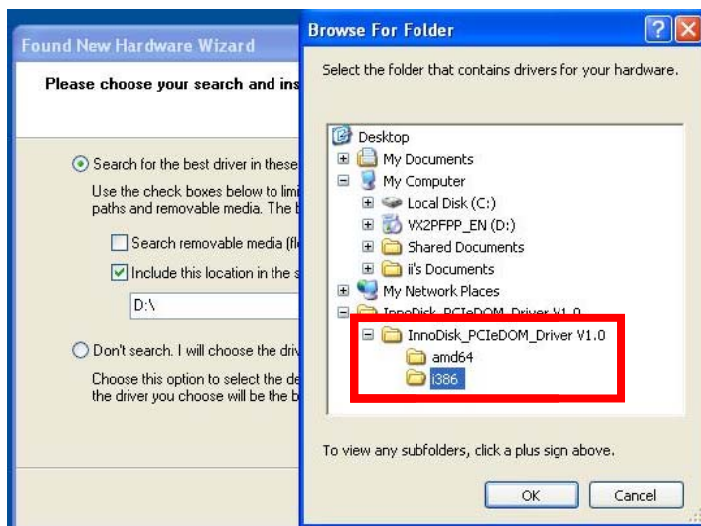 Found New Hardware Wizard
Please choose your search and ins
Search for the best driver in these
Use the check boxes below to limi
paths and removable media. The b
Search removable media (fl
Include this location in the s
D:\
Don't search. I will choose the driv
Choose this option to select the de
the driver you choose will be the b
Browse For Folder
Select the folder that contains drivers for your hardware.
Desktop
My Documents
My Computer
Local Disk (C:)
VX2PFPP_EN (D:)
Shared Documents
ii's Documents
My Network Places
InnoDisk_PCIeDOM_Driver V1.0
InnoDisk_PCIeDOM_Driver V1.0
amd64
i386
To view any subfolders, click a plus sign above.
OK
Cancel